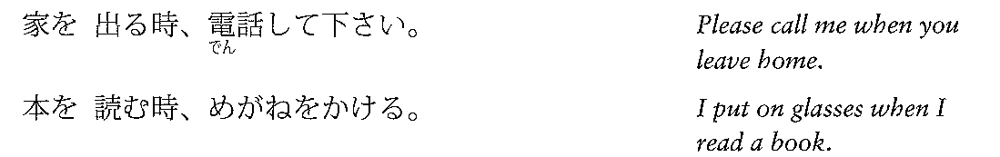 家を 出る時、電話して下さい。
でん
Please call me when you
leave home.
本を 読む時、めがねをかける。
I put on glasses when I
read a book.